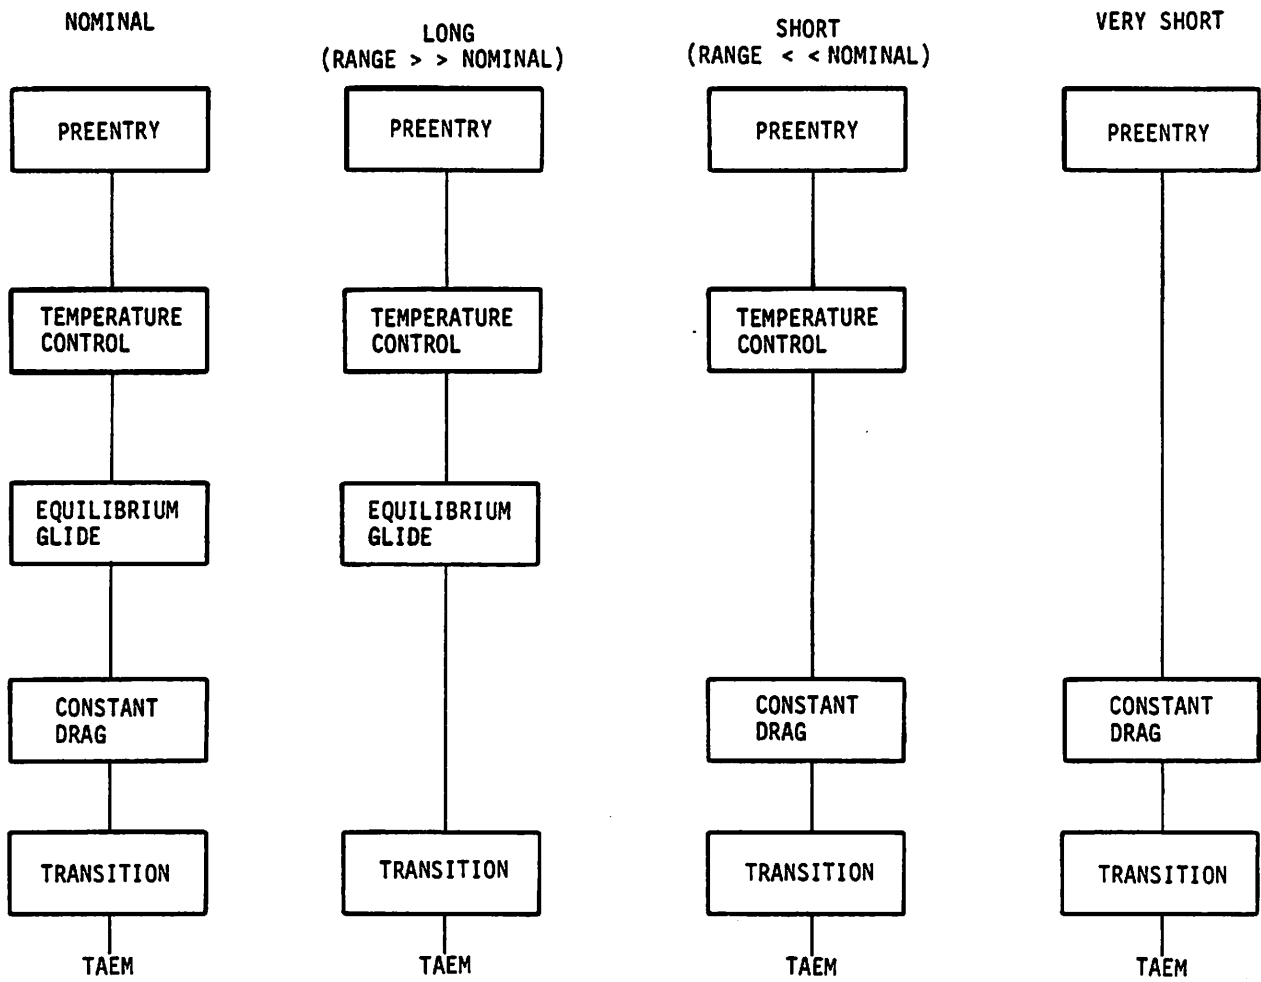 NOMINAL
PREENTRY
TEMPERATURE
CONTROL
EQUILIBRIUM
GLIDE
CONSTANT
DRAG
TRANSITION
TAEM
LONG
(RANGE > > NOMINAL)
PREENTRY
TEMPERATURE
CONTROL
EQUILIBRIUM
GLIDE
TRANSITION
TAEM
SHORT
(RANGE < < NOMINAL)
PREENTRY
TEMPERATURE
CONTROL
CONSTANT
DRAG
TRANSITION
TAEM
VERY SHORT
PREENTRY
CONSTANT
DRAG
TRANSITION
TAEM